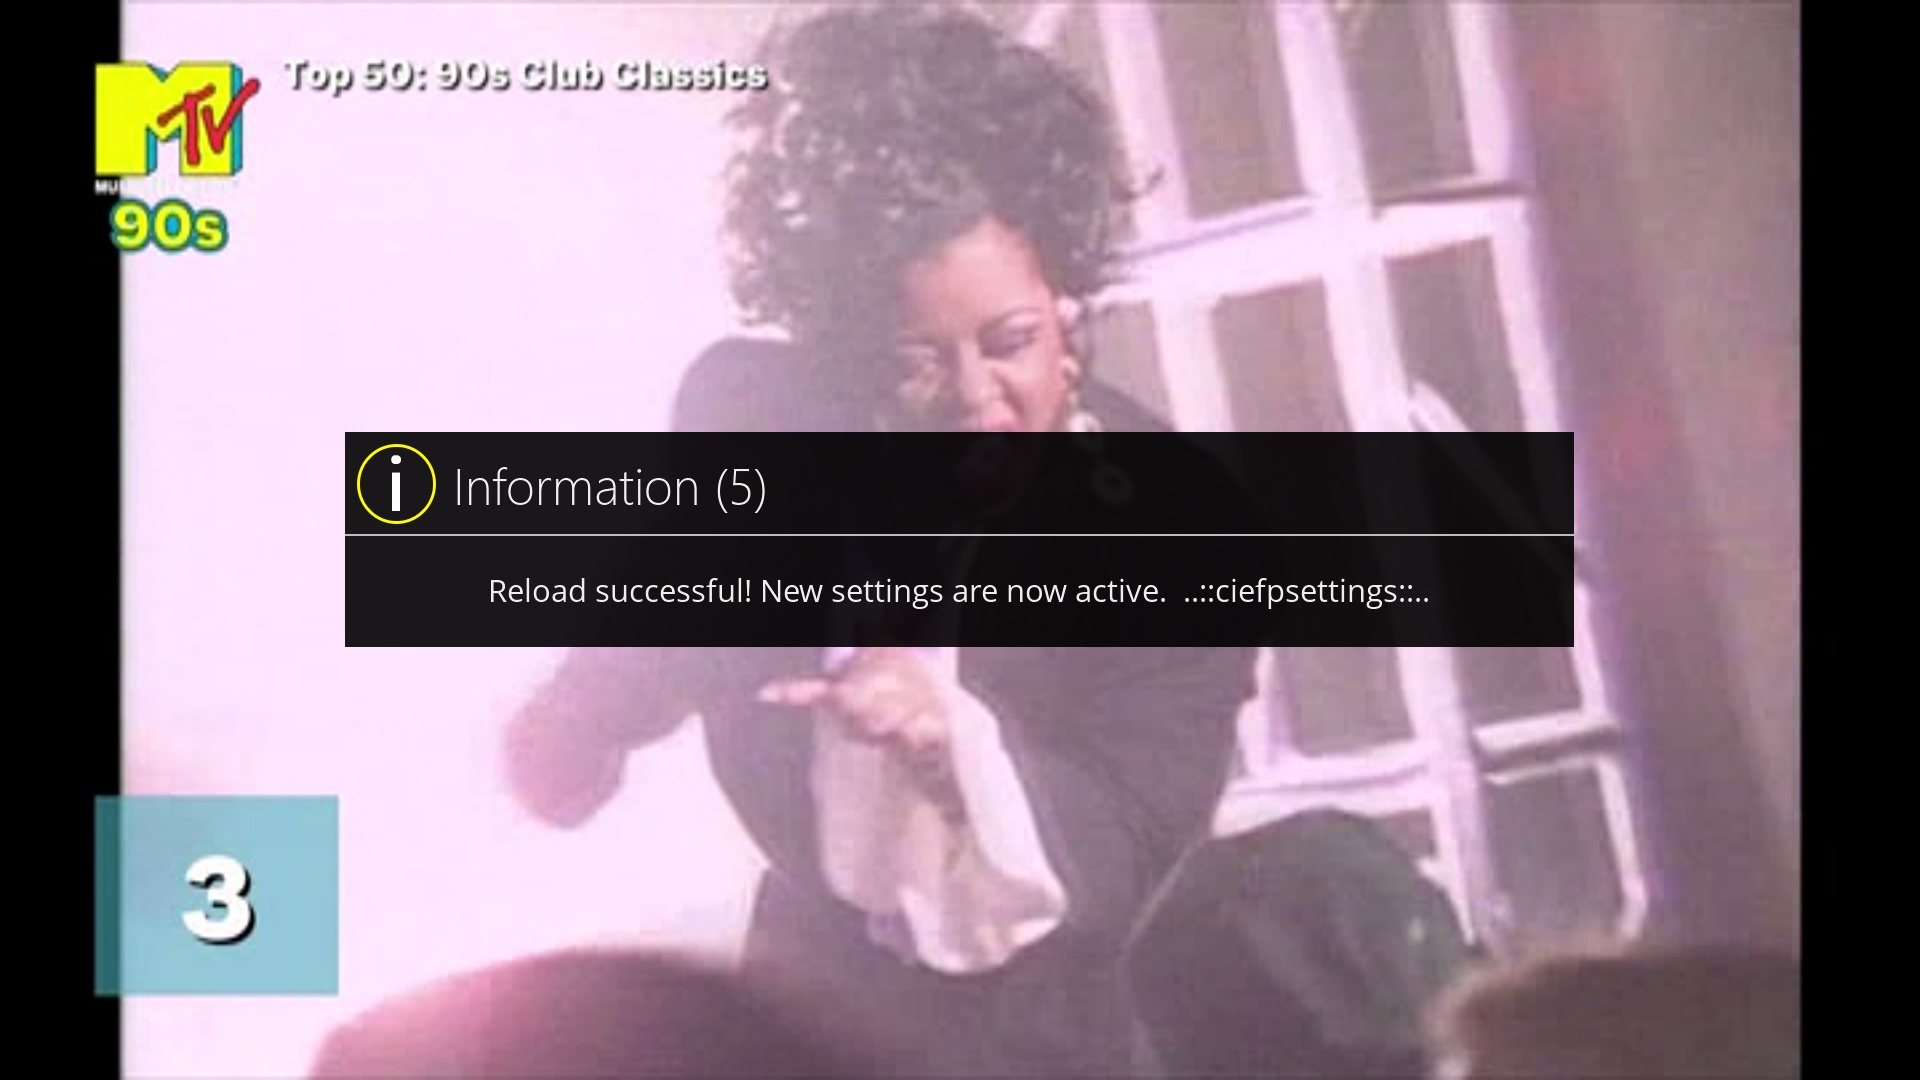 Top 50: 90s Club Classics
MTV
90s
Information (5)
Reload successful! New settings are now active.  ..::ciefpsettings::..
3